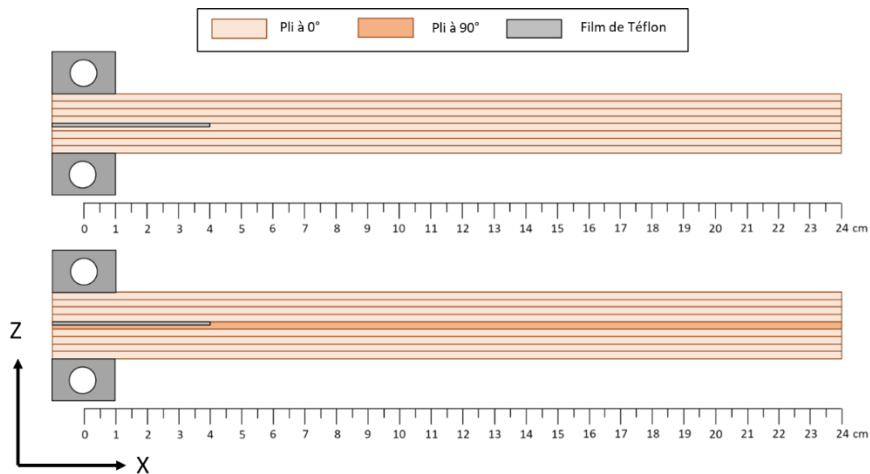 Pli à 0° Pli à 90° Film de Téflon
0 1 2 3 4 5 6 7 8 9 10 11 12 13 14 15 16 17 18 19 20 21 22 23 24 cm
Z
0 1 2 3 4 5 6 7 8 9 10 11 12 13 14 15 16 17 18 19 20 21 22 23 24 cm
X